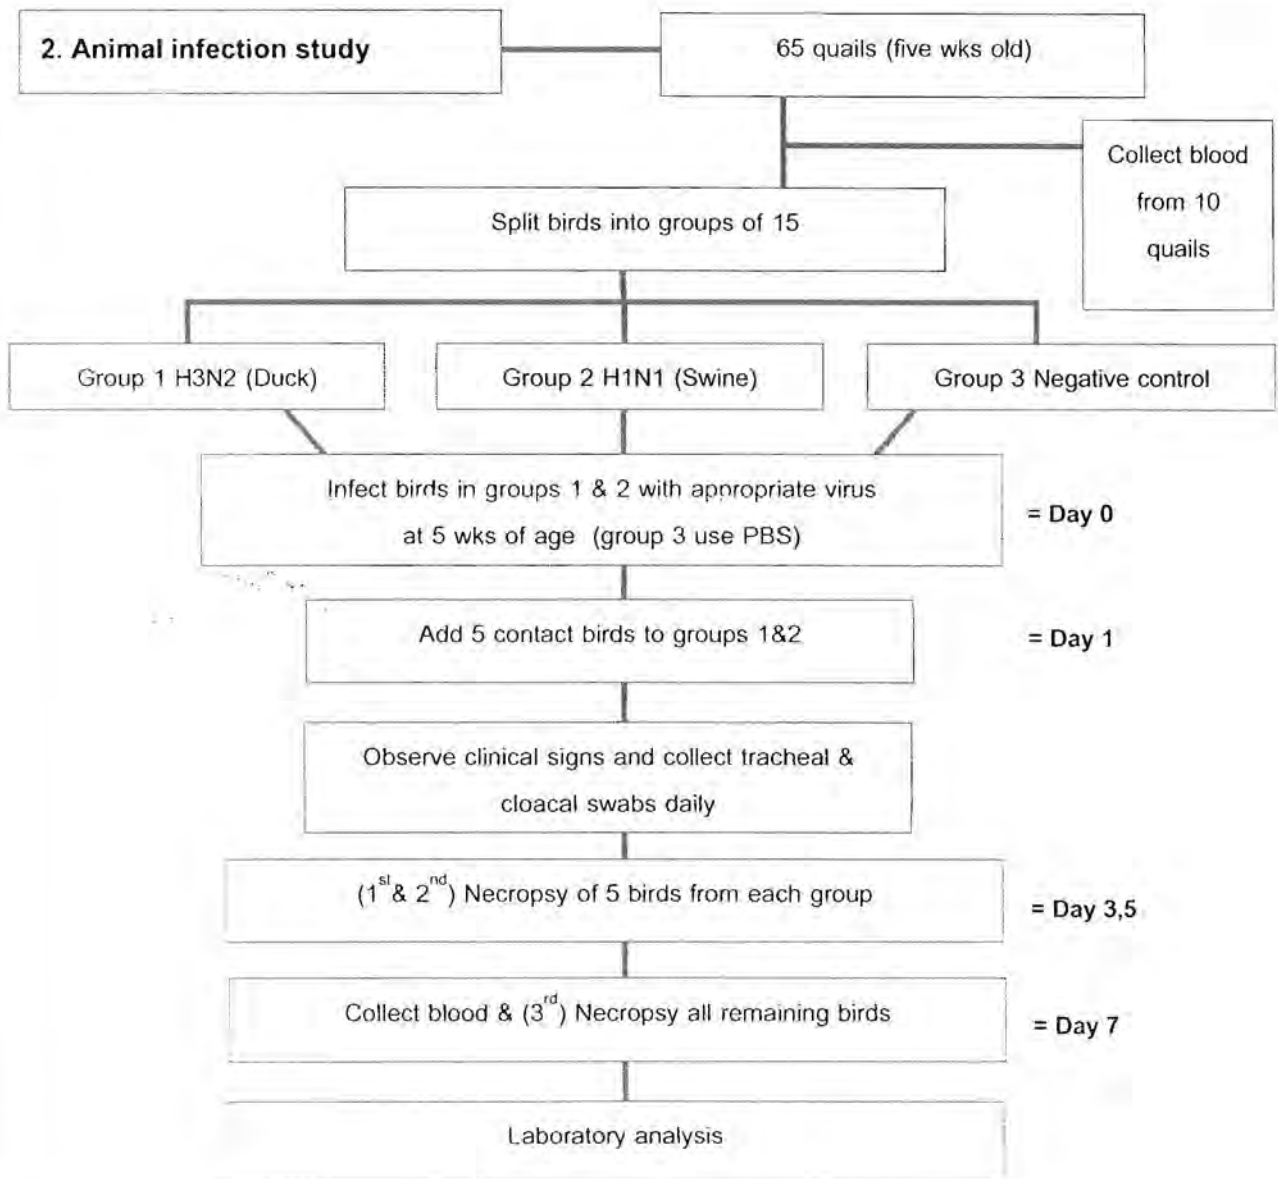 2. Animal infection study
65 quails (five wks old)
Collect blood
from 10
quails
Split birds into groups of 15
Group 1 H3N2 (Duck)
Group 2 H1N1 (Swine)
Group 3 Negative control
Infect birds in groups 1 & 2 with appropriate virus
at 5 wks of age (group 3 use PBS)
= Day 0
Add 5 contact birds to groups 1&2
= Day 1
Observe clinical signs and collect tracheal &
cloacal swabs daily
(1st & 2nd) Necropsy of 5 birds from each group
= Day 3,5
Collect blood & (3rd) Necropsy all remaining birds
= Day 7
Laboratory analysis